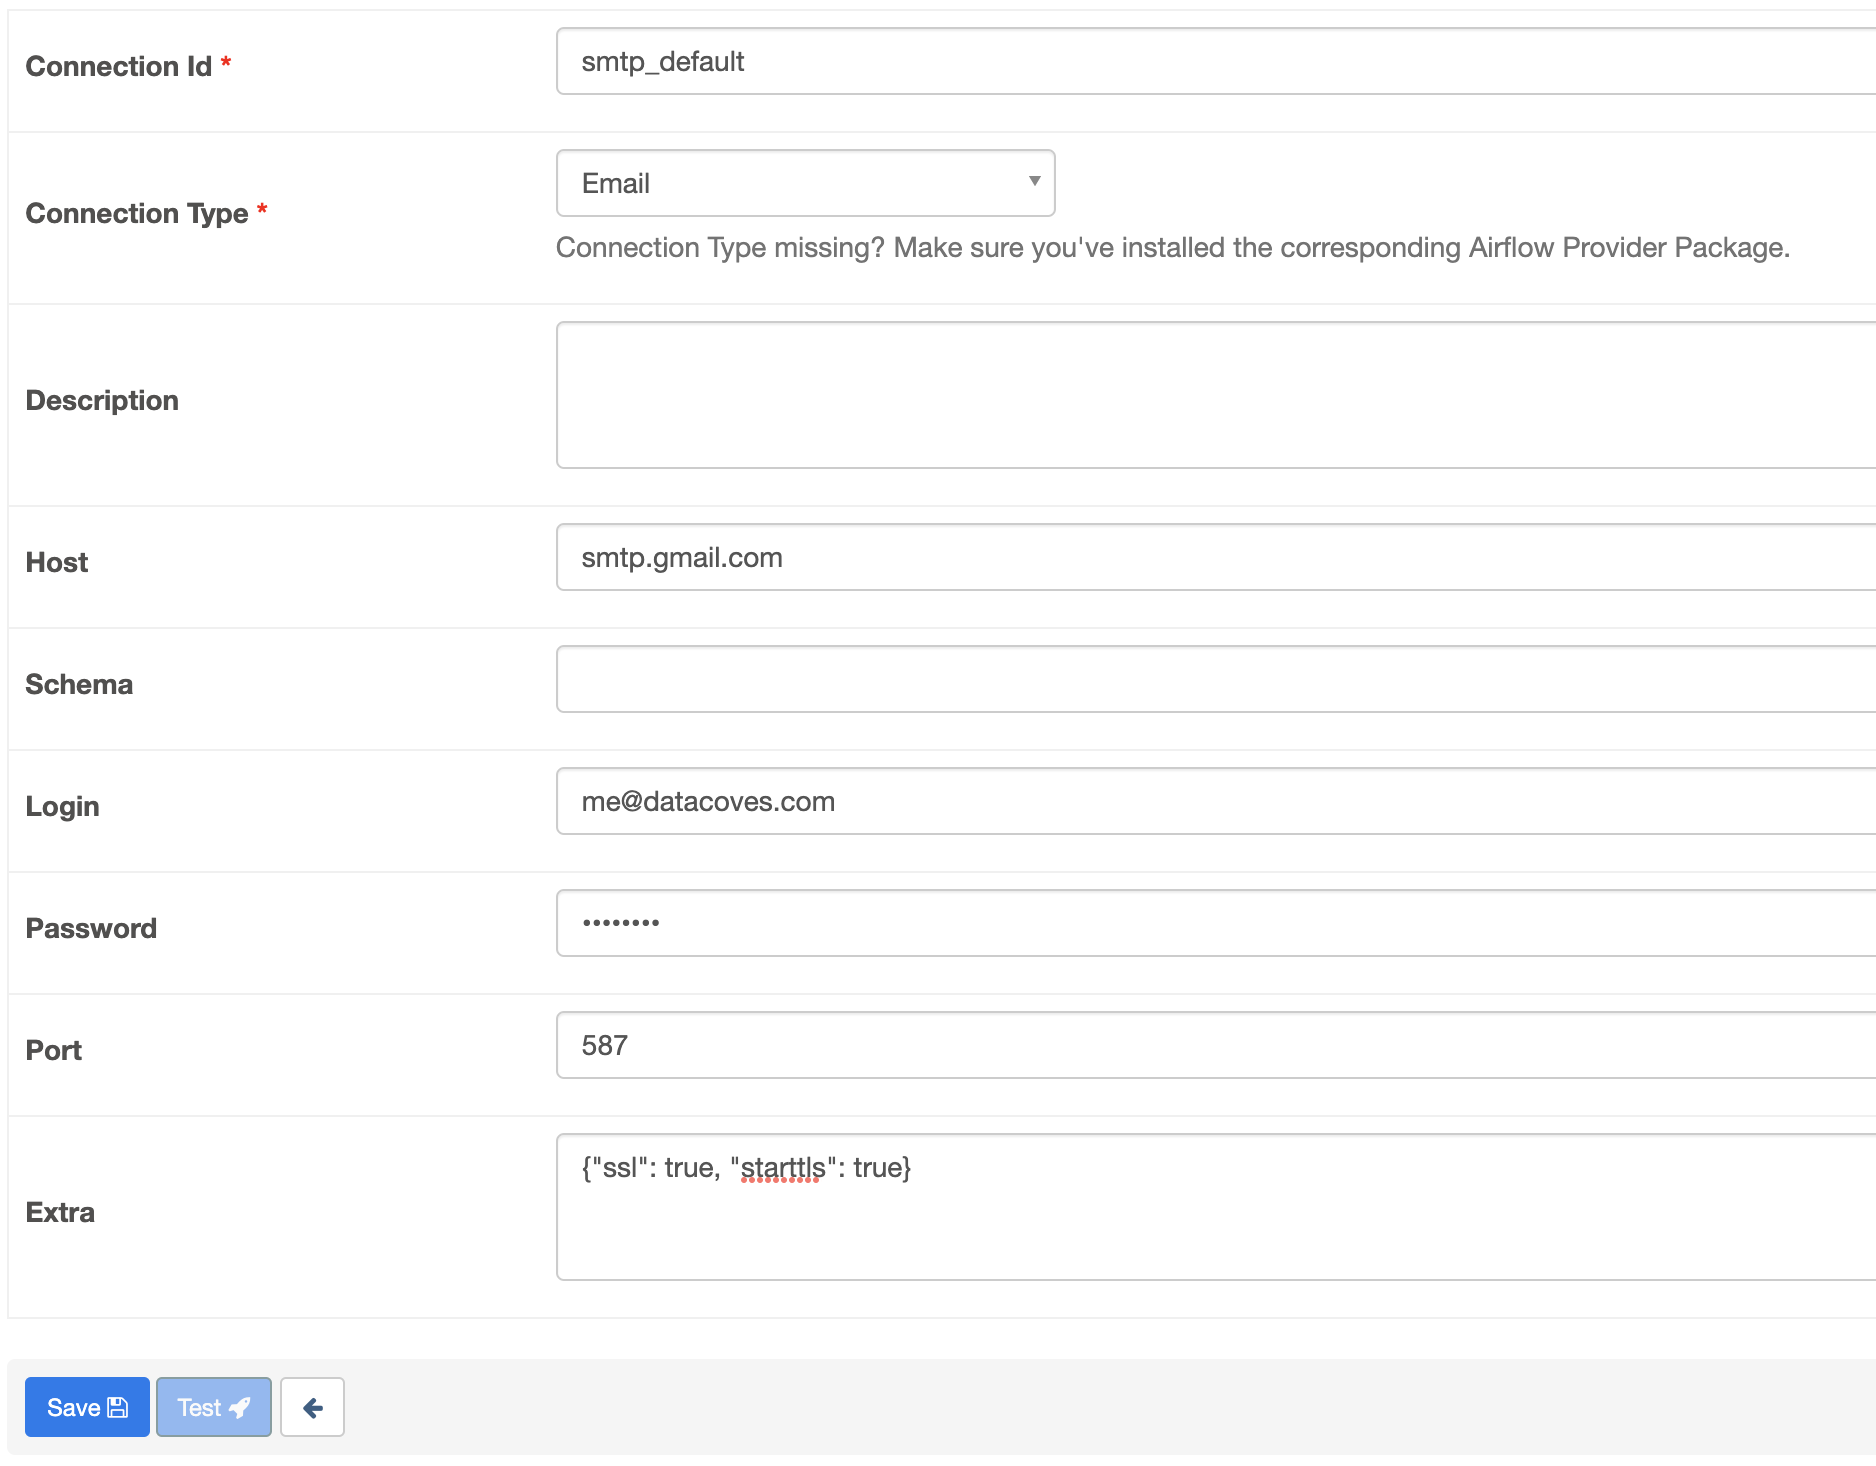 Connection Id *
smtp_default
Connection Type *
Email
Connection Type missing? Make sure you've installed the corresponding Airflow Provider Package.
Description
Host
smtp.gmail.com
Schema
Login
me@datacoves.com
Password
••••••••
Port
587
Extra
{"ssl": true, "starttls": true}
Save
Test